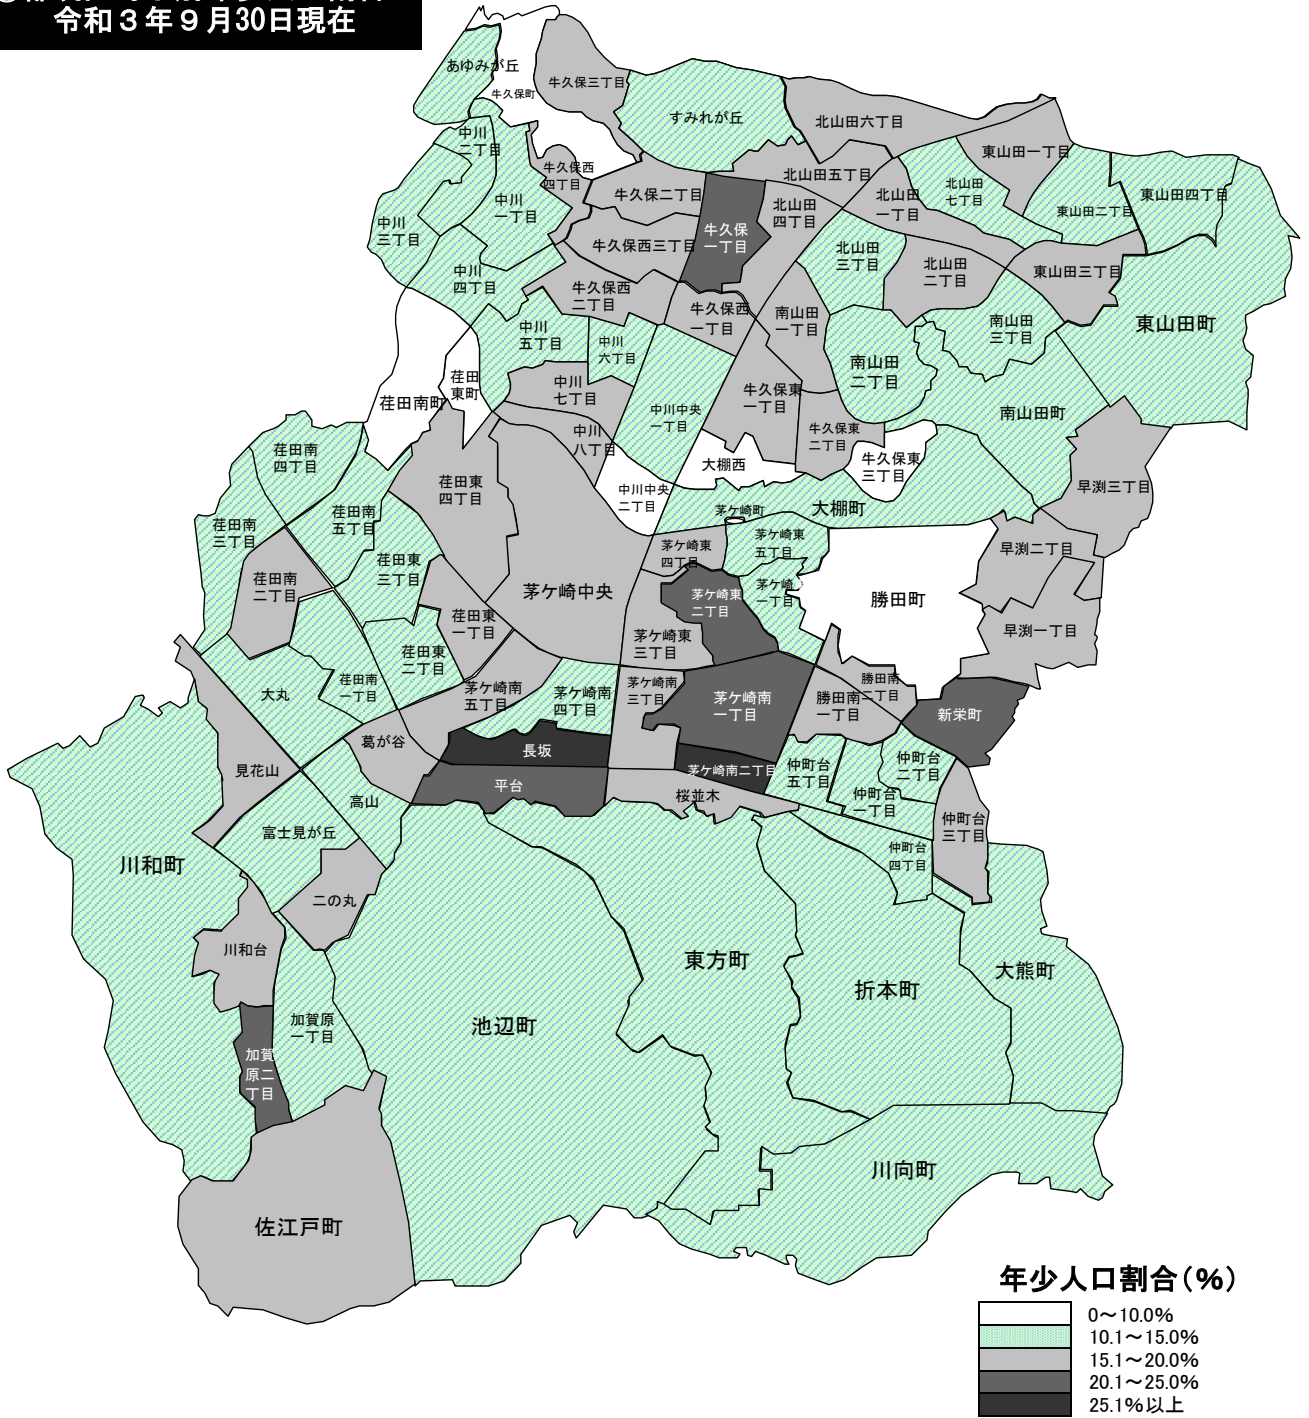 令和３年９月30日現在
あゆみが丘
牛久保町
牛久保三丁目
すみれが丘
北山田六丁目
中川
二丁目
牛久保西
四丁目
北山田五丁目
東山田一丁目
中川
一丁目
牛久保二丁目
北山田
四丁目
北山田
一丁目
北山田
七丁目
東山田二丁目
東山田四丁目
中川
三丁目
牛久保西三丁目
牛久保
一丁目
北山田
三丁目
北山田
二丁目
東山田三丁目
中川
四丁目
牛久保西
二丁目
牛久保西
一丁目
南山田
一丁目
南山田
三丁目
東山田町
中川
五丁目
中川
六丁目
南山田
二丁目
荏田
東町
荏田南町
中川
七丁目
中川中央
一丁目
牛久保東
一丁目
南山田町
中川
八丁目
牛久保東
二丁目
荏田南
四丁目
大棚西
牛久保東
三丁目
荏田東
四丁目
中川中央
二丁目
早渕三丁目
荏田南
五丁目
茅ケ崎町
大棚町
荏田南
三丁目
茅ケ崎東
四丁目
茅ケ崎東
五丁目
早渕二丁目
荏田東
三丁目
荏田南
二丁目
茅ケ崎中央
茅ケ崎東
二丁目
茅ケ崎
一丁目
勝田町
荏田東
一丁目
茅ケ崎東
三丁目
早渕一丁目
荏田東
二丁目
大丸
荏田南
一丁目
茅ケ崎南
五丁目
茅ケ崎南
四丁目
茅ケ崎南
三丁目
茅ケ崎南
一丁目
勝田南
二丁目
勝田南
一丁目
新栄町
葛が谷
長坂
見花山
茅ケ崎南二丁目
仲町台
五丁目
仲町台
二丁目
平台
高山
桜並木
仲町台
一丁目
富士見が丘
仲町台
三丁目
川和町
仲町台
四丁目
二の丸
川和台
東方町
大熊町
折本町
加賀原
一丁目
池辺町
加賀
原二
丁目
川向町
佐江戸町
年少人口割合（％）
0～10.0%
10.1～15.0%
15.1～20.0%
20.1～25.0%
25.1%以上